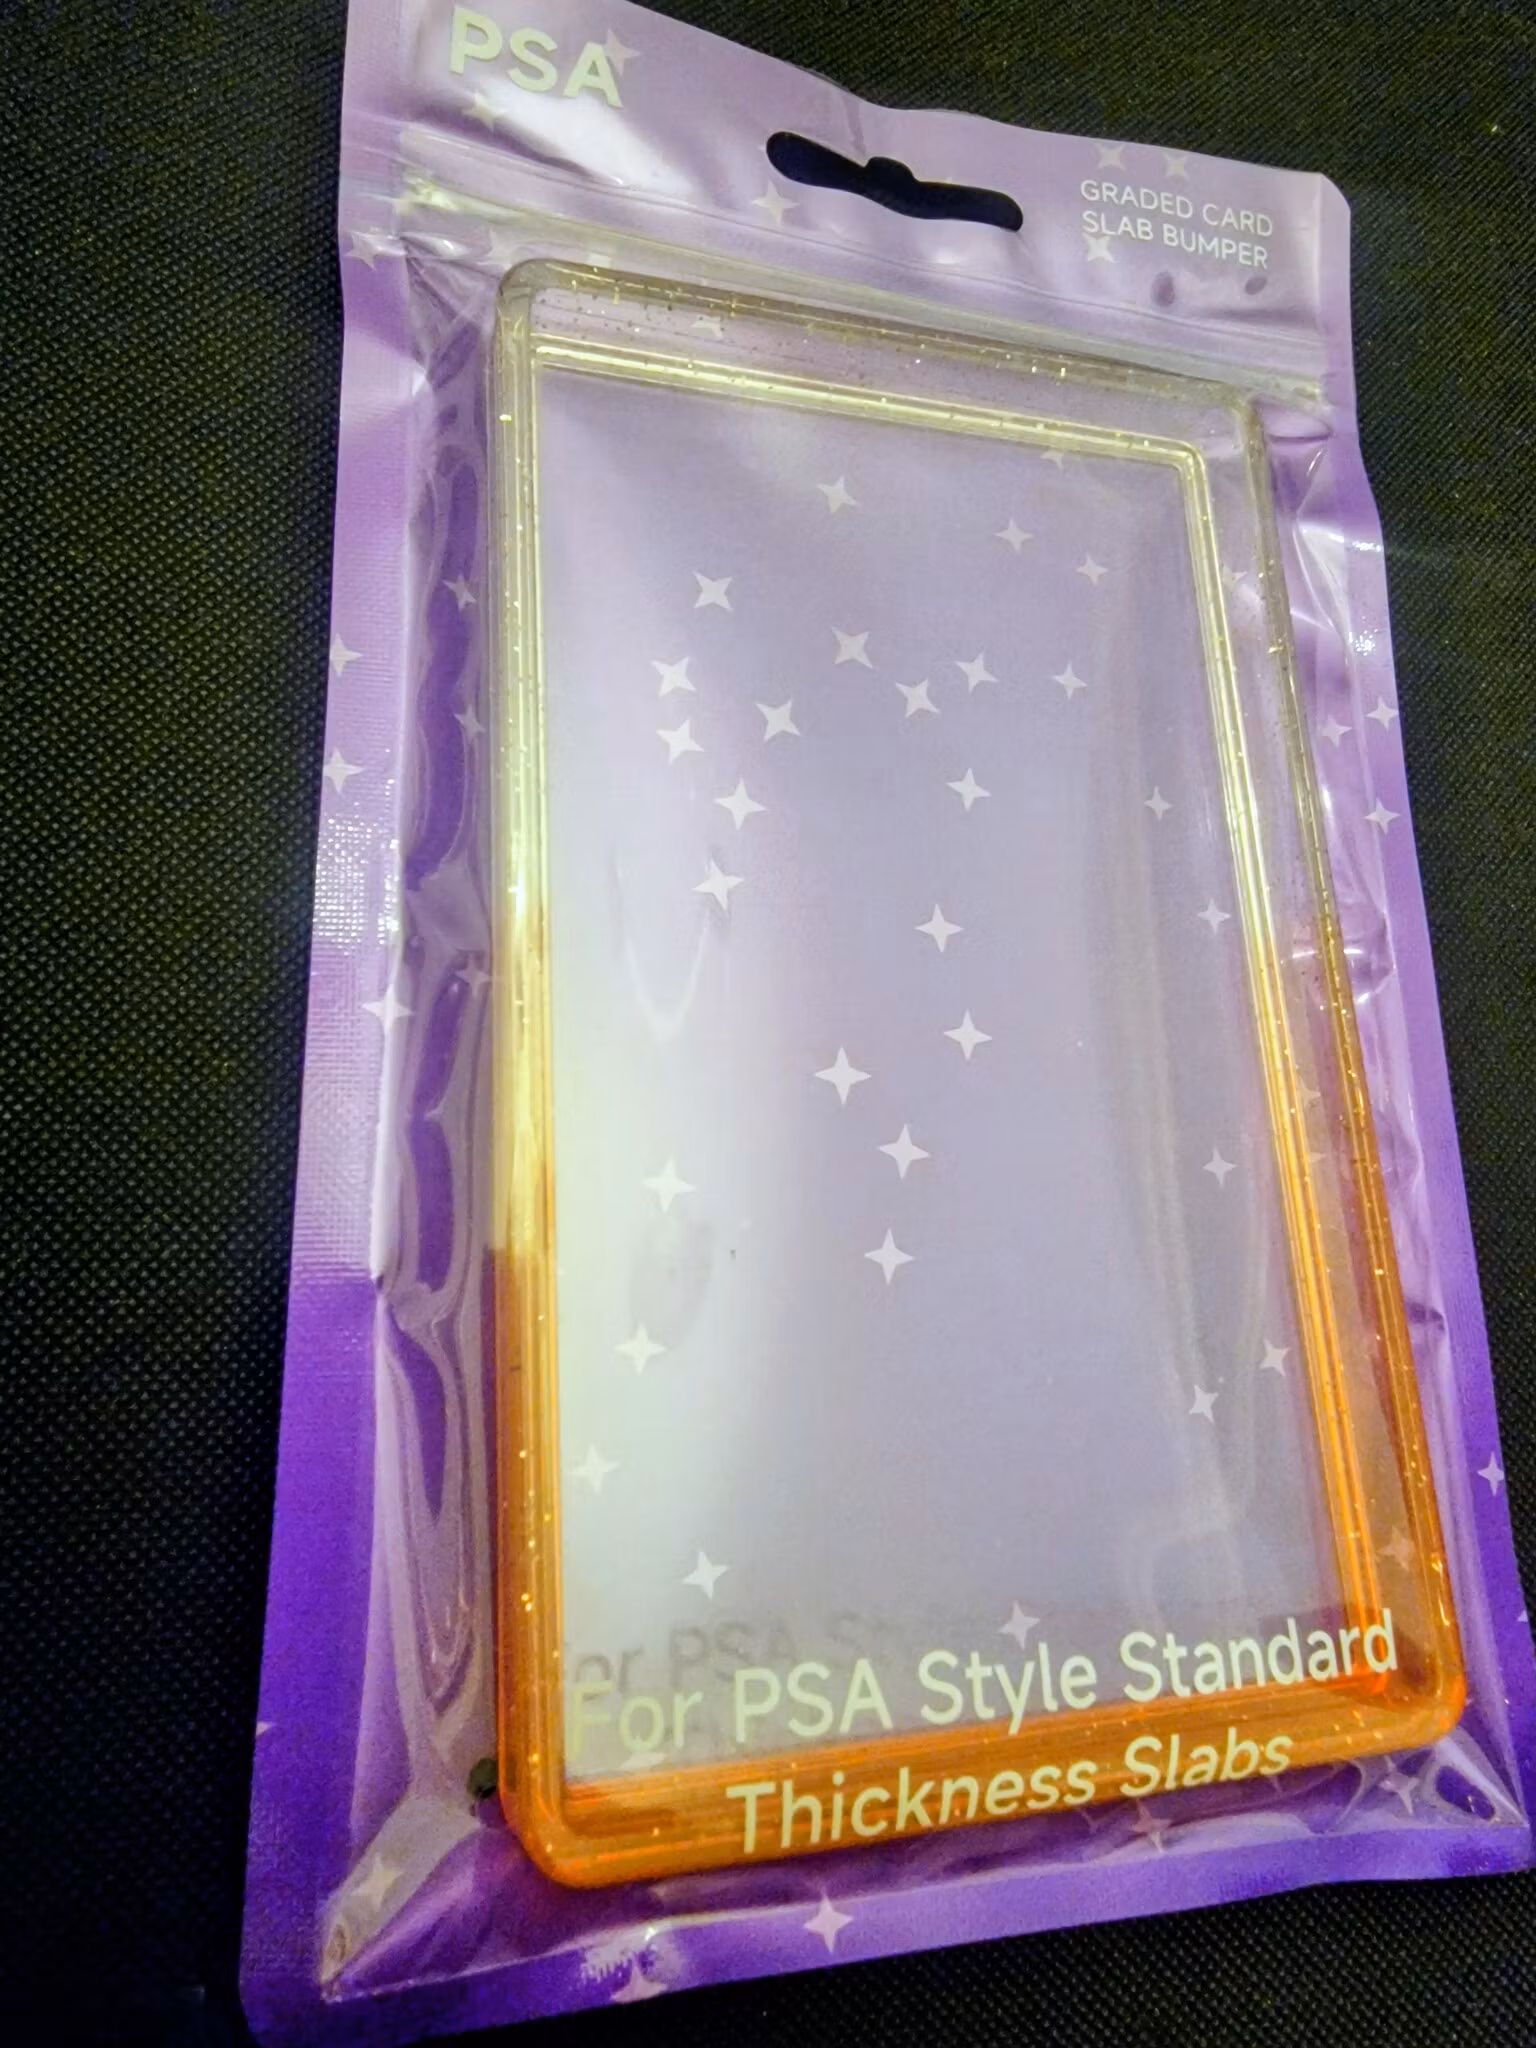 PSA
GRADED CARD
SLAB BUMPER
For PSA Style Standard
Thickness Slabs